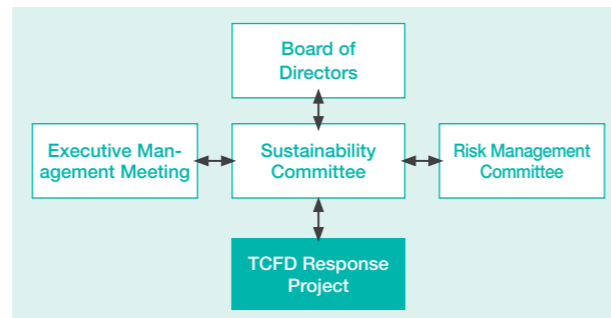 Board of
Directors
Executive Man-
agement Meeting
Sustainability
Committee
Risk Management
Committee
TCFD Response
Project